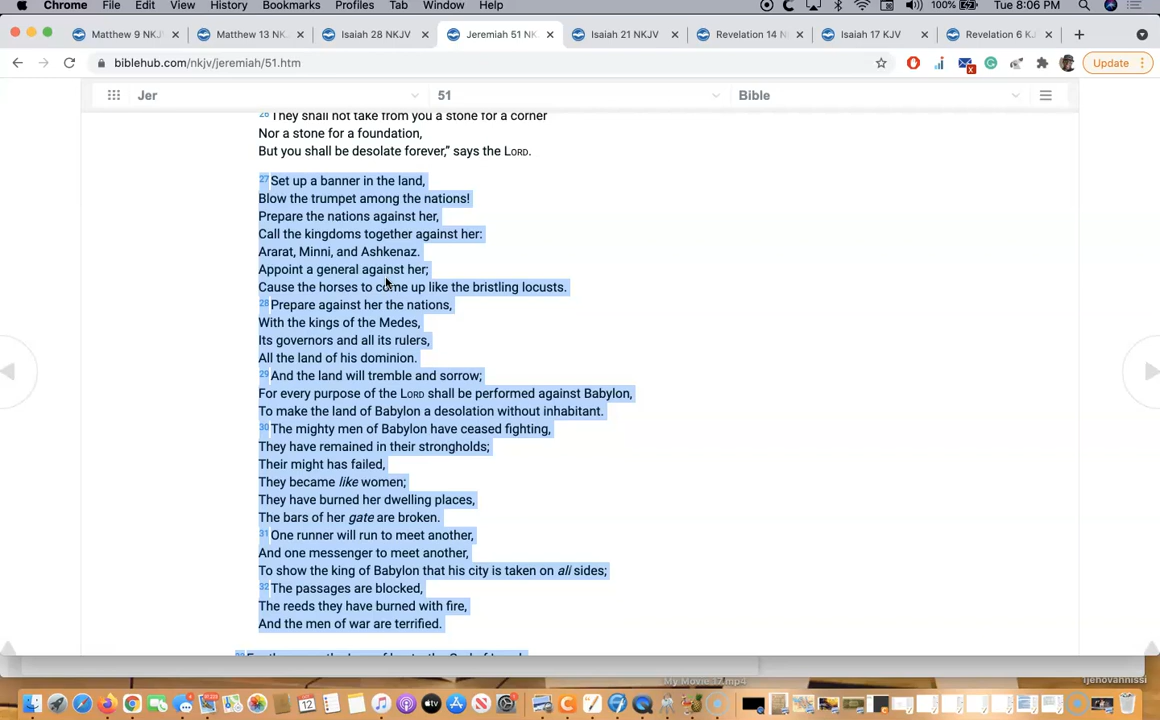 Chrome File Edit View History Bookmarks Profiles Tab Window Help 100% Tue 8:06 PM
Matthew 9 NKJV Matthew 13 NKJ Isaiah 28 NKJV Jeremiah 51 NK Isaiah 21 NKJV Revelation 14 N Isaiah 17 KJV Revelation 6 KJ
biblehub.com/nkjv/jeremiah/51.htm Update
Jer 51 Bible
26 They shall not take from you a stone for a corner
Nor a stone for a foundation,
But you shall be desolate forever,” says the LORD.
27 Set up a banner in the land,
Blow the trumpet among the nations!
Prepare the nations against her,
Call the kingdoms together against her:
Ararat, Minni, and Ashkenaz.
Appoint a general against her;
Cause the horses to come up like the bristling locusts.
28 Prepare against her the nations,
With the kings of the Medes,
Its governors and all its rulers,
All the land of his dominion.
29 And the land will tremble and sorrow;
For every purpose of the LORD shall be performed against Babylon,
To make the land of Babylon a desolation without inhabitant.
30 The mighty men of Babylon have ceased fighting,
They have remained in their strongholds;
Their might has failed,
They became like women;
They have burned her dwelling places,
The bars of her gate are broken.
31 One runner will run to meet another,
And one messenger to meet another,
To show the king of Babylon that his city is taken on all sides;
32 The passages are blocked,
The reeds they have burned with fire,
And the men of war are terrified.
My Movie 17.mp4
1jehovahnissi
12